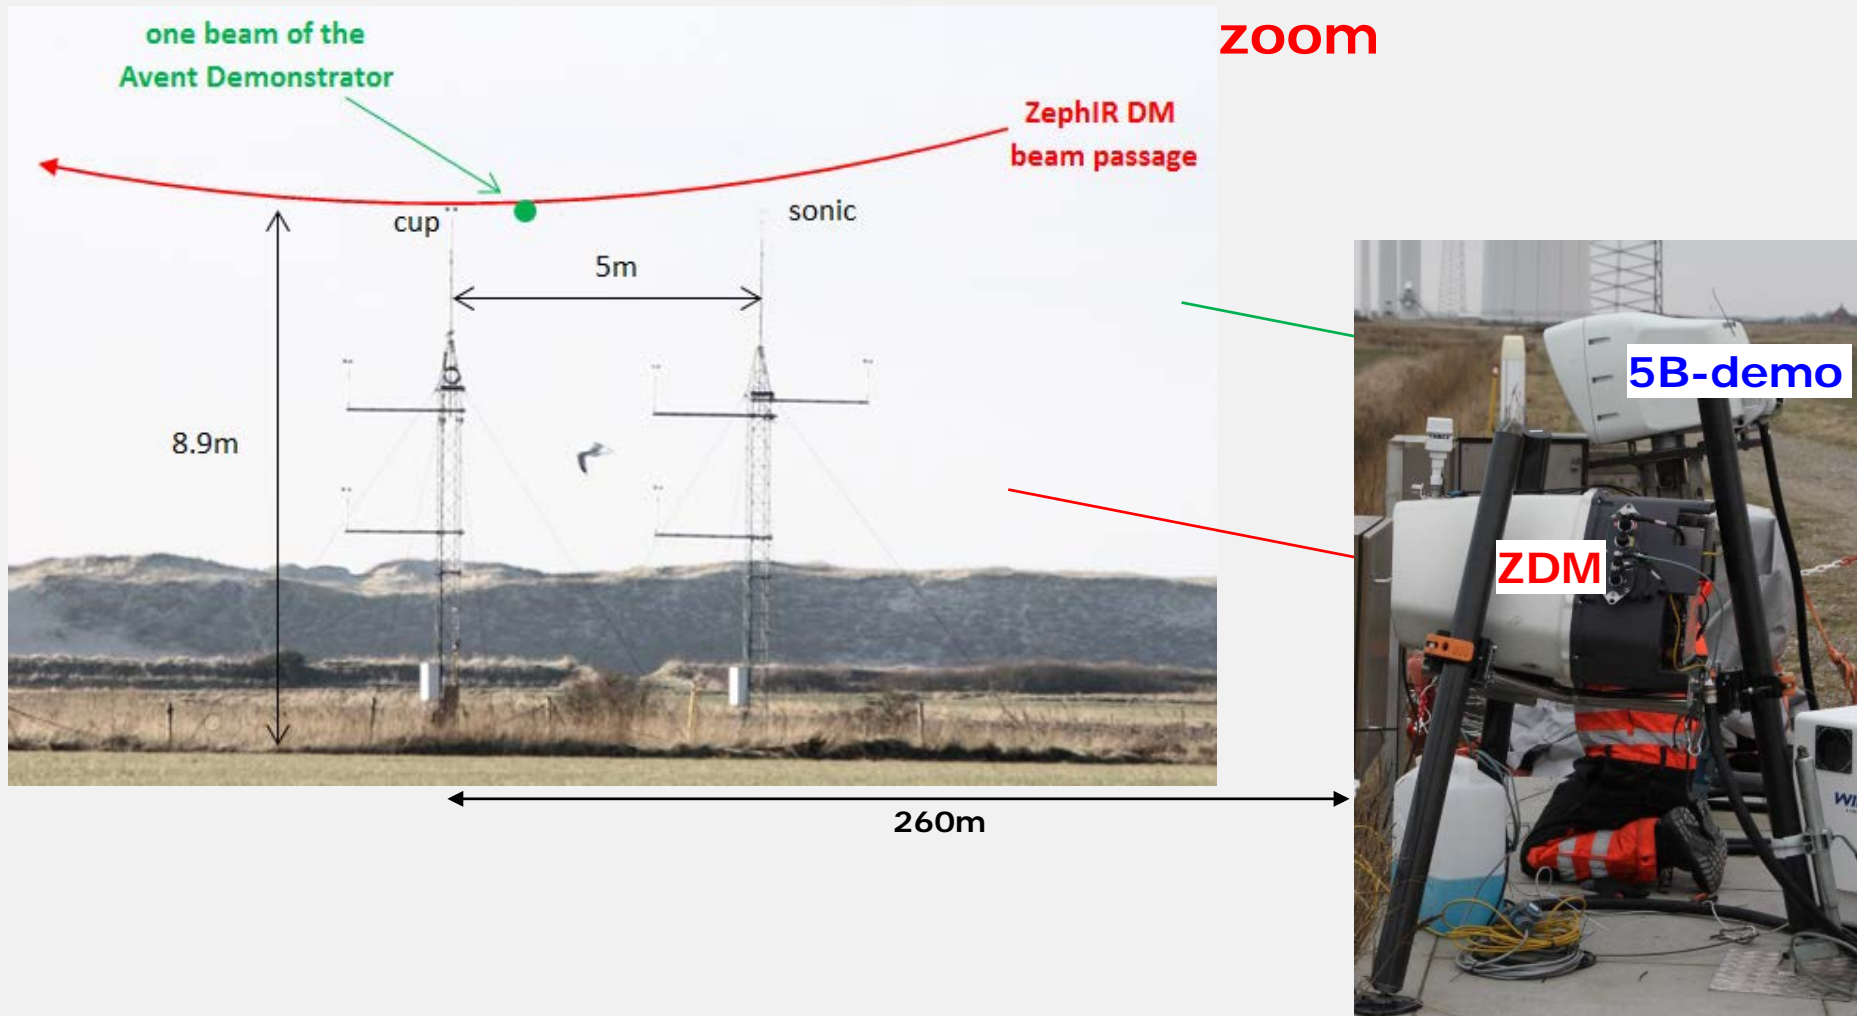 one beam of the
Avent Demonstrator
zoom
ZephIR DM
beam passage
cup
sonic
5m
8.9m
5B-demo
ZDM
260m